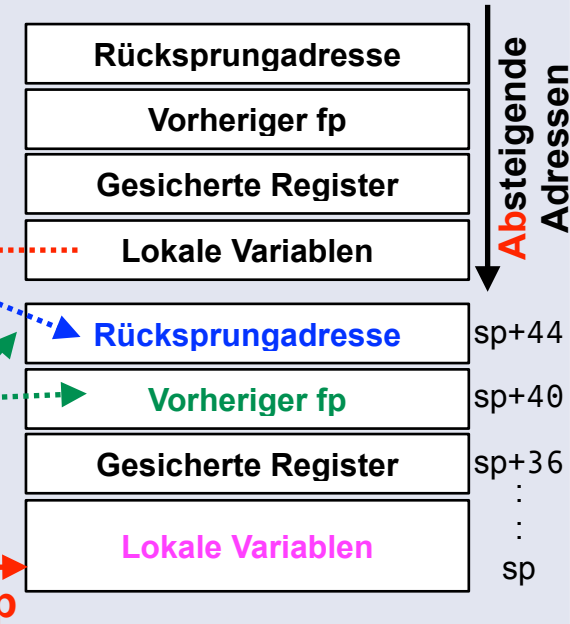 Rücksprungadresse
Vorheriger fp
Gesicherte Register
Lokale Variablen
Absteigende
Adressen
Rücksprungadresse
sp+44
Vorheriger fp
sp+40
Gesicherte Register
sp+36
:
:
Lokale Variablen
sp
p